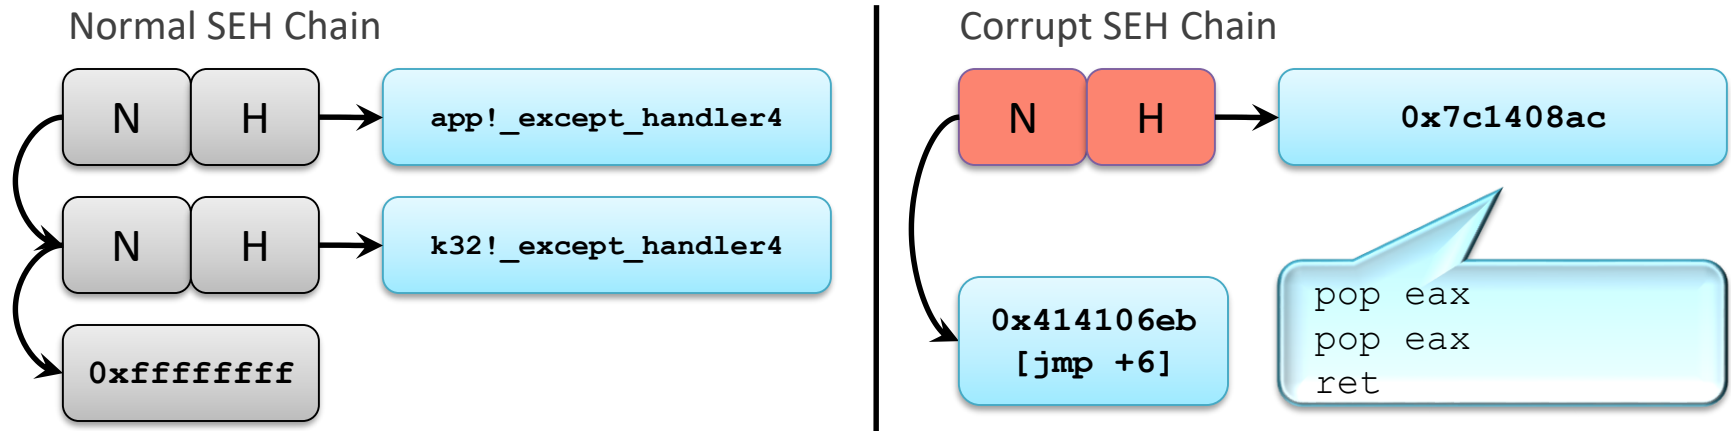 Normal SEH Chain
N H app!_except_handler4
N H k32!_except_handler4
0xffffffff
Corrupt SEH Chain
N H 0x7c1408ac
0x414106eb
[jmp +6]
pop eax
pop eax
ret